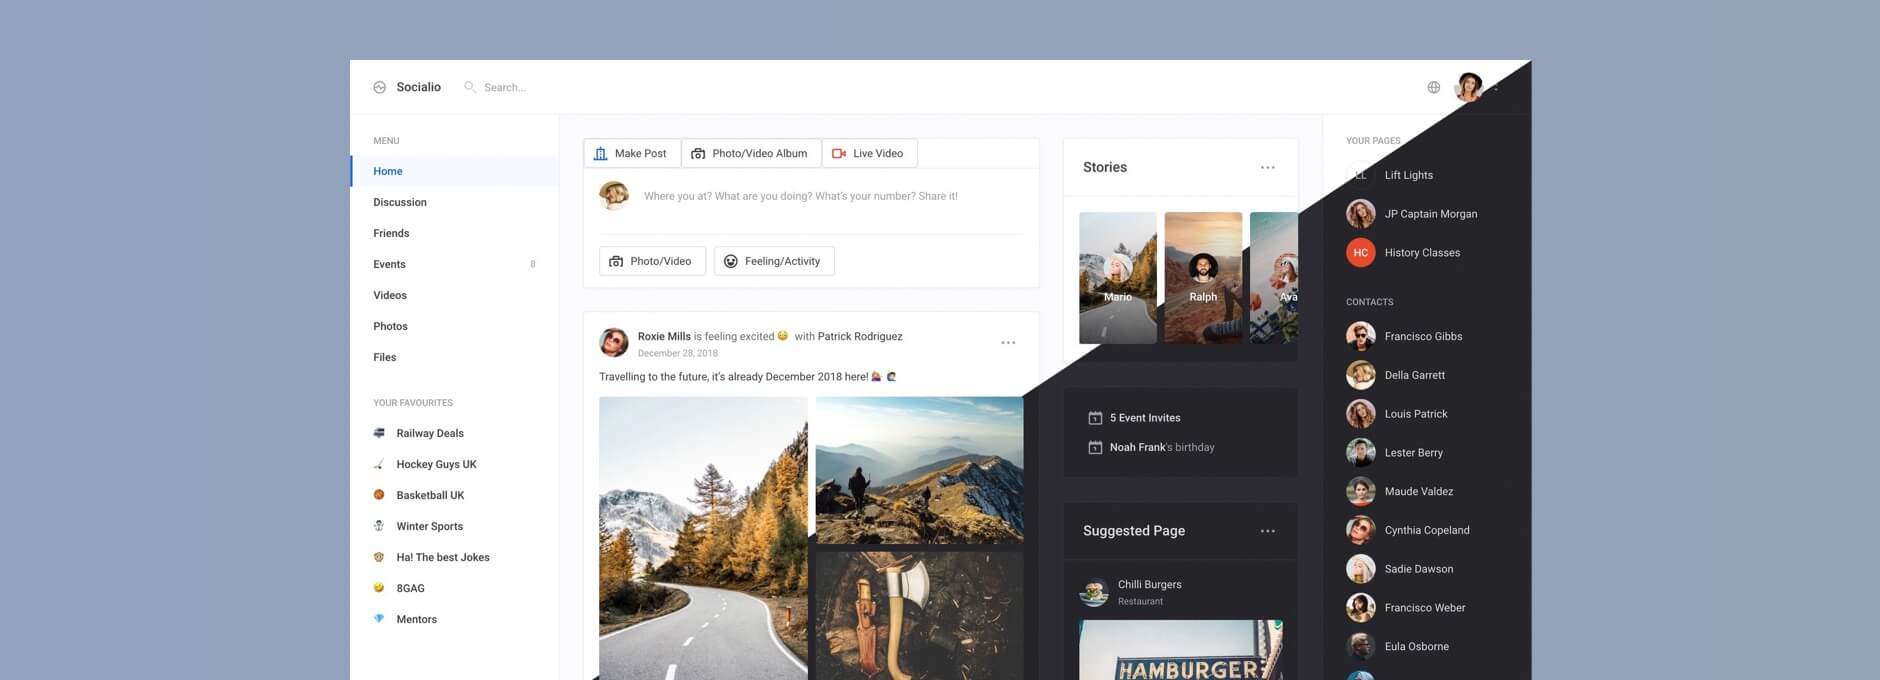 Socialio
Search...
MENU
Home
Discussion
Friends
Events 8
Videos
Photos
Files
YOUR FAVOURITES
Railway Deals
Hockey Guys UK
Basketball UK
Winter Sports
Ha! The best Jokes
8GAG
Mentors
Make Post Photo/Video Album Live Video
Where you at? What are you doing? What's your number? Share it!
Photo/Video Feeling/Activity
Roxie Mills is feeling excited 😳 with Patrick Rodriguez
December 28, 2018
Travelling to the future, it's already December 2018 here!
Stories
Mario
Ralph
Ava
5 Event Invites
Noah Frank's birthday
Suggested Page
Chilli Burgers
Restaurant
HAMBURGER
YOUR PAGES
LL Lift Lights
JP Captain Morgan
HC History Classes
CONTACTS
Francisco Gibbs
Della Garrett
Louis Patrick
Lester Berry
Maude Valdez
Cynthia Copeland
Sadie Dawson
Francisco Weber
Eula Osborne